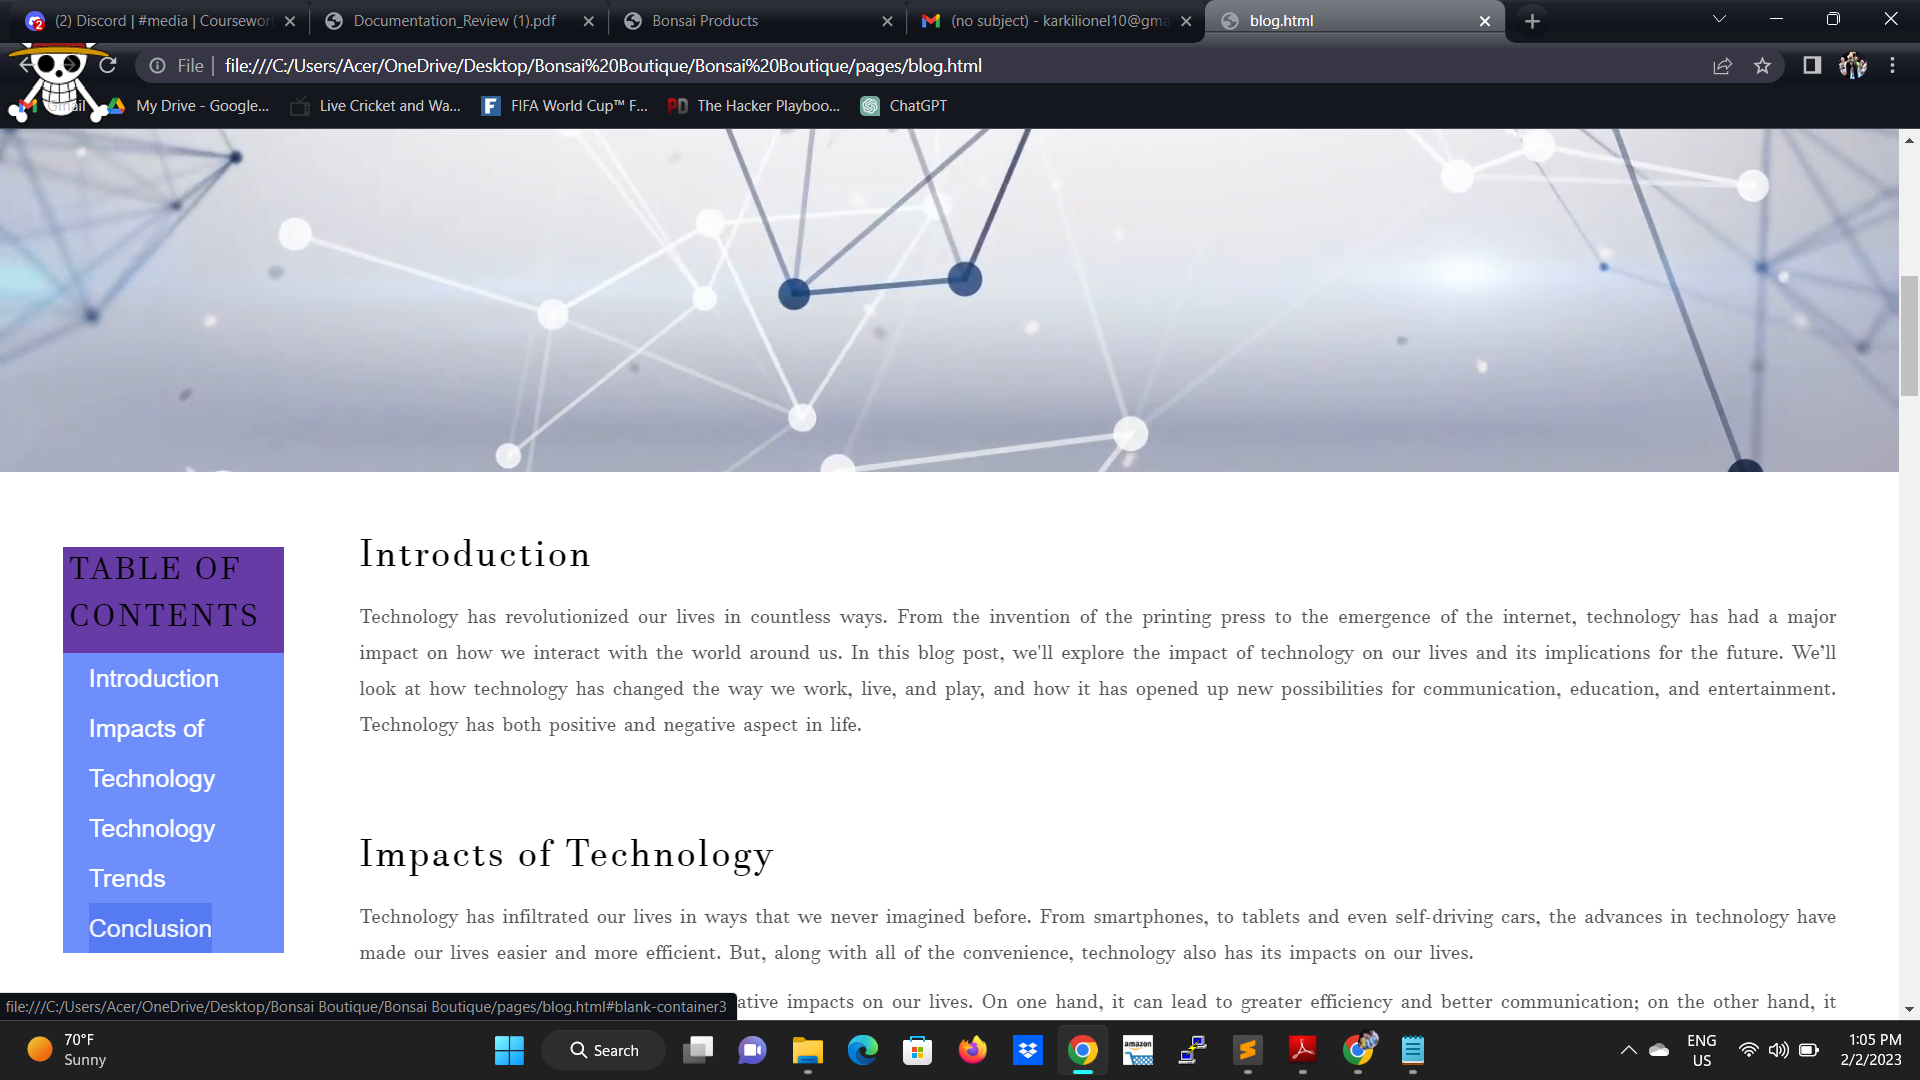 (2) Discord | #media | Coursewor
Documentation_Review (1).pdf
Bonsai Products
(no subject) - karkilionel10@gma
blog.html
File
file:///C:/Users/Acer/OneDrive/Desktop/Bonsai%20Boutique/Bonsai%20Boutique/pages/blog.html
Gmail
My Drive - Google...
Live Cricket and Wa...
F
FIFA World Cup™ F...
PD
The Hacker Playboo...
ChatGPT
TABLE OF
CONTENTS
Introduction
Impacts of
Technology
Technology
Trends
Conclusion
Introduction
Technology has revolutionized our lives in countless ways. From the invention of the printing press to the emergence of the internet, technology has had a major
impact on how we interact with the world around us. In this blog post, we'll explore the impact of technology on our lives and its implications for the future. We’ll
look at how technology has changed the way we work, live, and play, and how it has opened up new possibilities for communication, education, and entertainment.
Technology has both positive and negative aspect in life.
Impacts of Technology
Technology has infiltrated our lives in ways that we never imagined before. From smartphones, to tablets and even self-driving cars, the advances in technology have
made our lives easier and more efficient. But, along with all of the convenience, technology also has its impacts on our lives.
ative impacts on our lives. On one hand, it can lead to greater efficiency and better communication; on the other hand, it
file:///C:/Users/Acer/OneDrive/Desktop/Bonsai Boutique/Bonsai Boutique/pages/blog.html#blank-container3
70°F
Sunny
Search
amazon
ENG
US
1:05 PM
2/2/2023